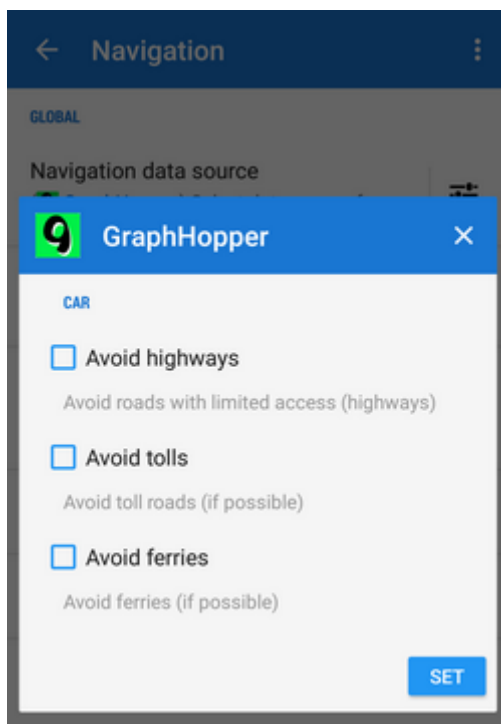 Navigation
GLOBAL
Navigation data source
GraphHopper
CAR
Avoid highways
Avoid roads with limited access (highways)
Avoid tolls
Avoid toll roads (if possible)
Avoid ferries
Avoid ferries (if possible)
SET